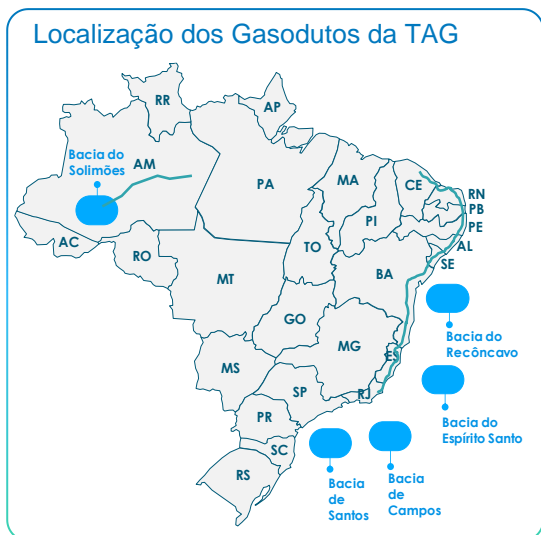 Localização dos Gasodutos da TAG
RR
AP
Bacia do
Solimões
AM
PA
MA
CE
RN
PB
PE
AL
SE
PI
AC
RO
TO
BA
MT
GO
MG
ES
MS
SP
RJ
PR
SC
RS
Bacia do
Recôncavo
Bacia do
Espírito Santo
Bacia
de
Santos
Bacia
de
Campos